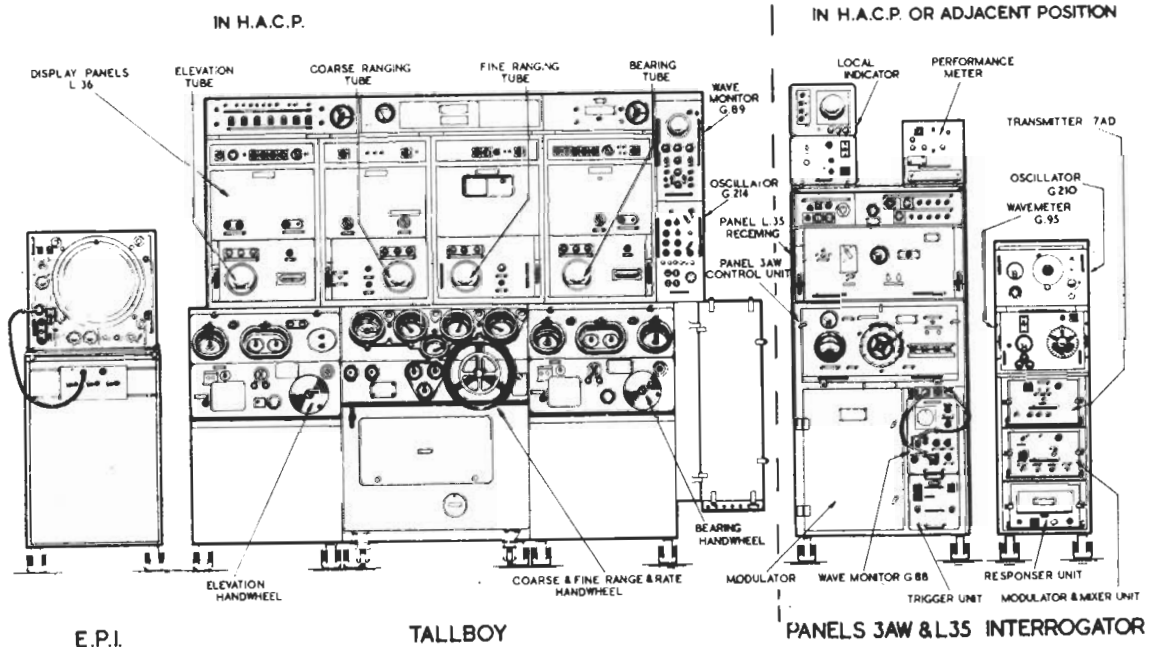 IN H.A.C.P.
IN H.A.C.P. OR ADJACENT POSITION
DISPLAY PANELS
L 36
ELEVATION
TUBE
COARSE RANGING
TUBE
FINE RANGING
TUBE
BEARING
TUBE
WAVE
MONITOR
G.89
OSCILLATOR
G 214
LOCAL
INDICATOR
PERFORMANCE
METER
TRANSMITTER 7AD
OSCILLATOR
G210
WAVEMETER
G.95
PANEL L.35
RECEIVING
PANEL 3AW
CONTROL UNIT
ELEVATION
HANDWHEEL
COARSE & FINE RANGE & RATE
HANDWHEEL
BEARING
HANDWHEEL
MODULATOR
WAVE MONITOR G 88
TRIGGER UNIT
RESPONSER UNIT
MODULATOR & MIXER UNIT
E.P.I.
TALLBOY
PANELS 3AW & L35
INTERROGATOR